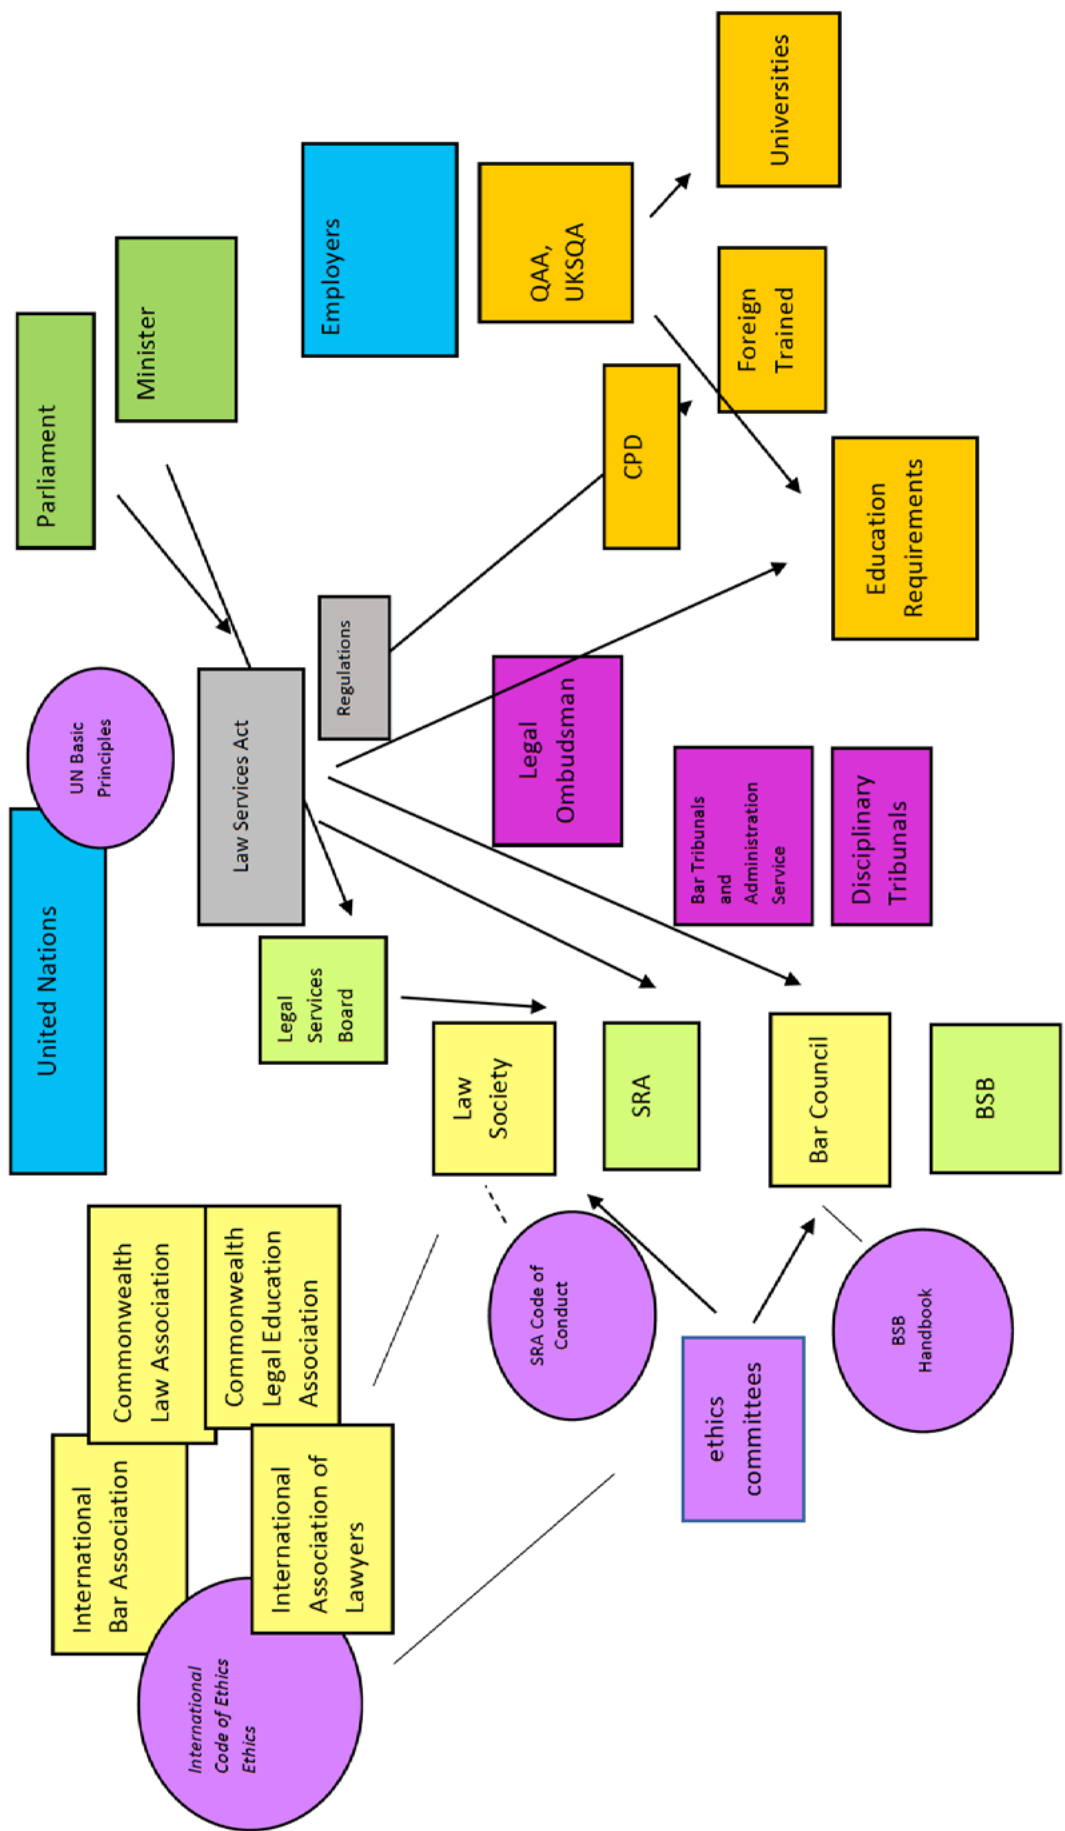 International
Code of Ethics
Ethics
International
Bar Association
Commonwealth
Law Association
Commonwealth
Legal Education
Association
International
Association of
Lawyers
United Nations
UN Basic
Principles
Parliament
Minister
Law Services Act
Regulations
Employers
Legal
Services
Board
Law
Society
SRA
Bar Council
BSB
SRA Code of
Conduct
ethics
committees
BSB
Handbook
Legal
Ombudsman
Bar Tribunals
and
Administration
Service
Disciplinary
Tribunals
CPD
QAA,
UKSQA
Universities
Foreign
Trained
Education
Requirements